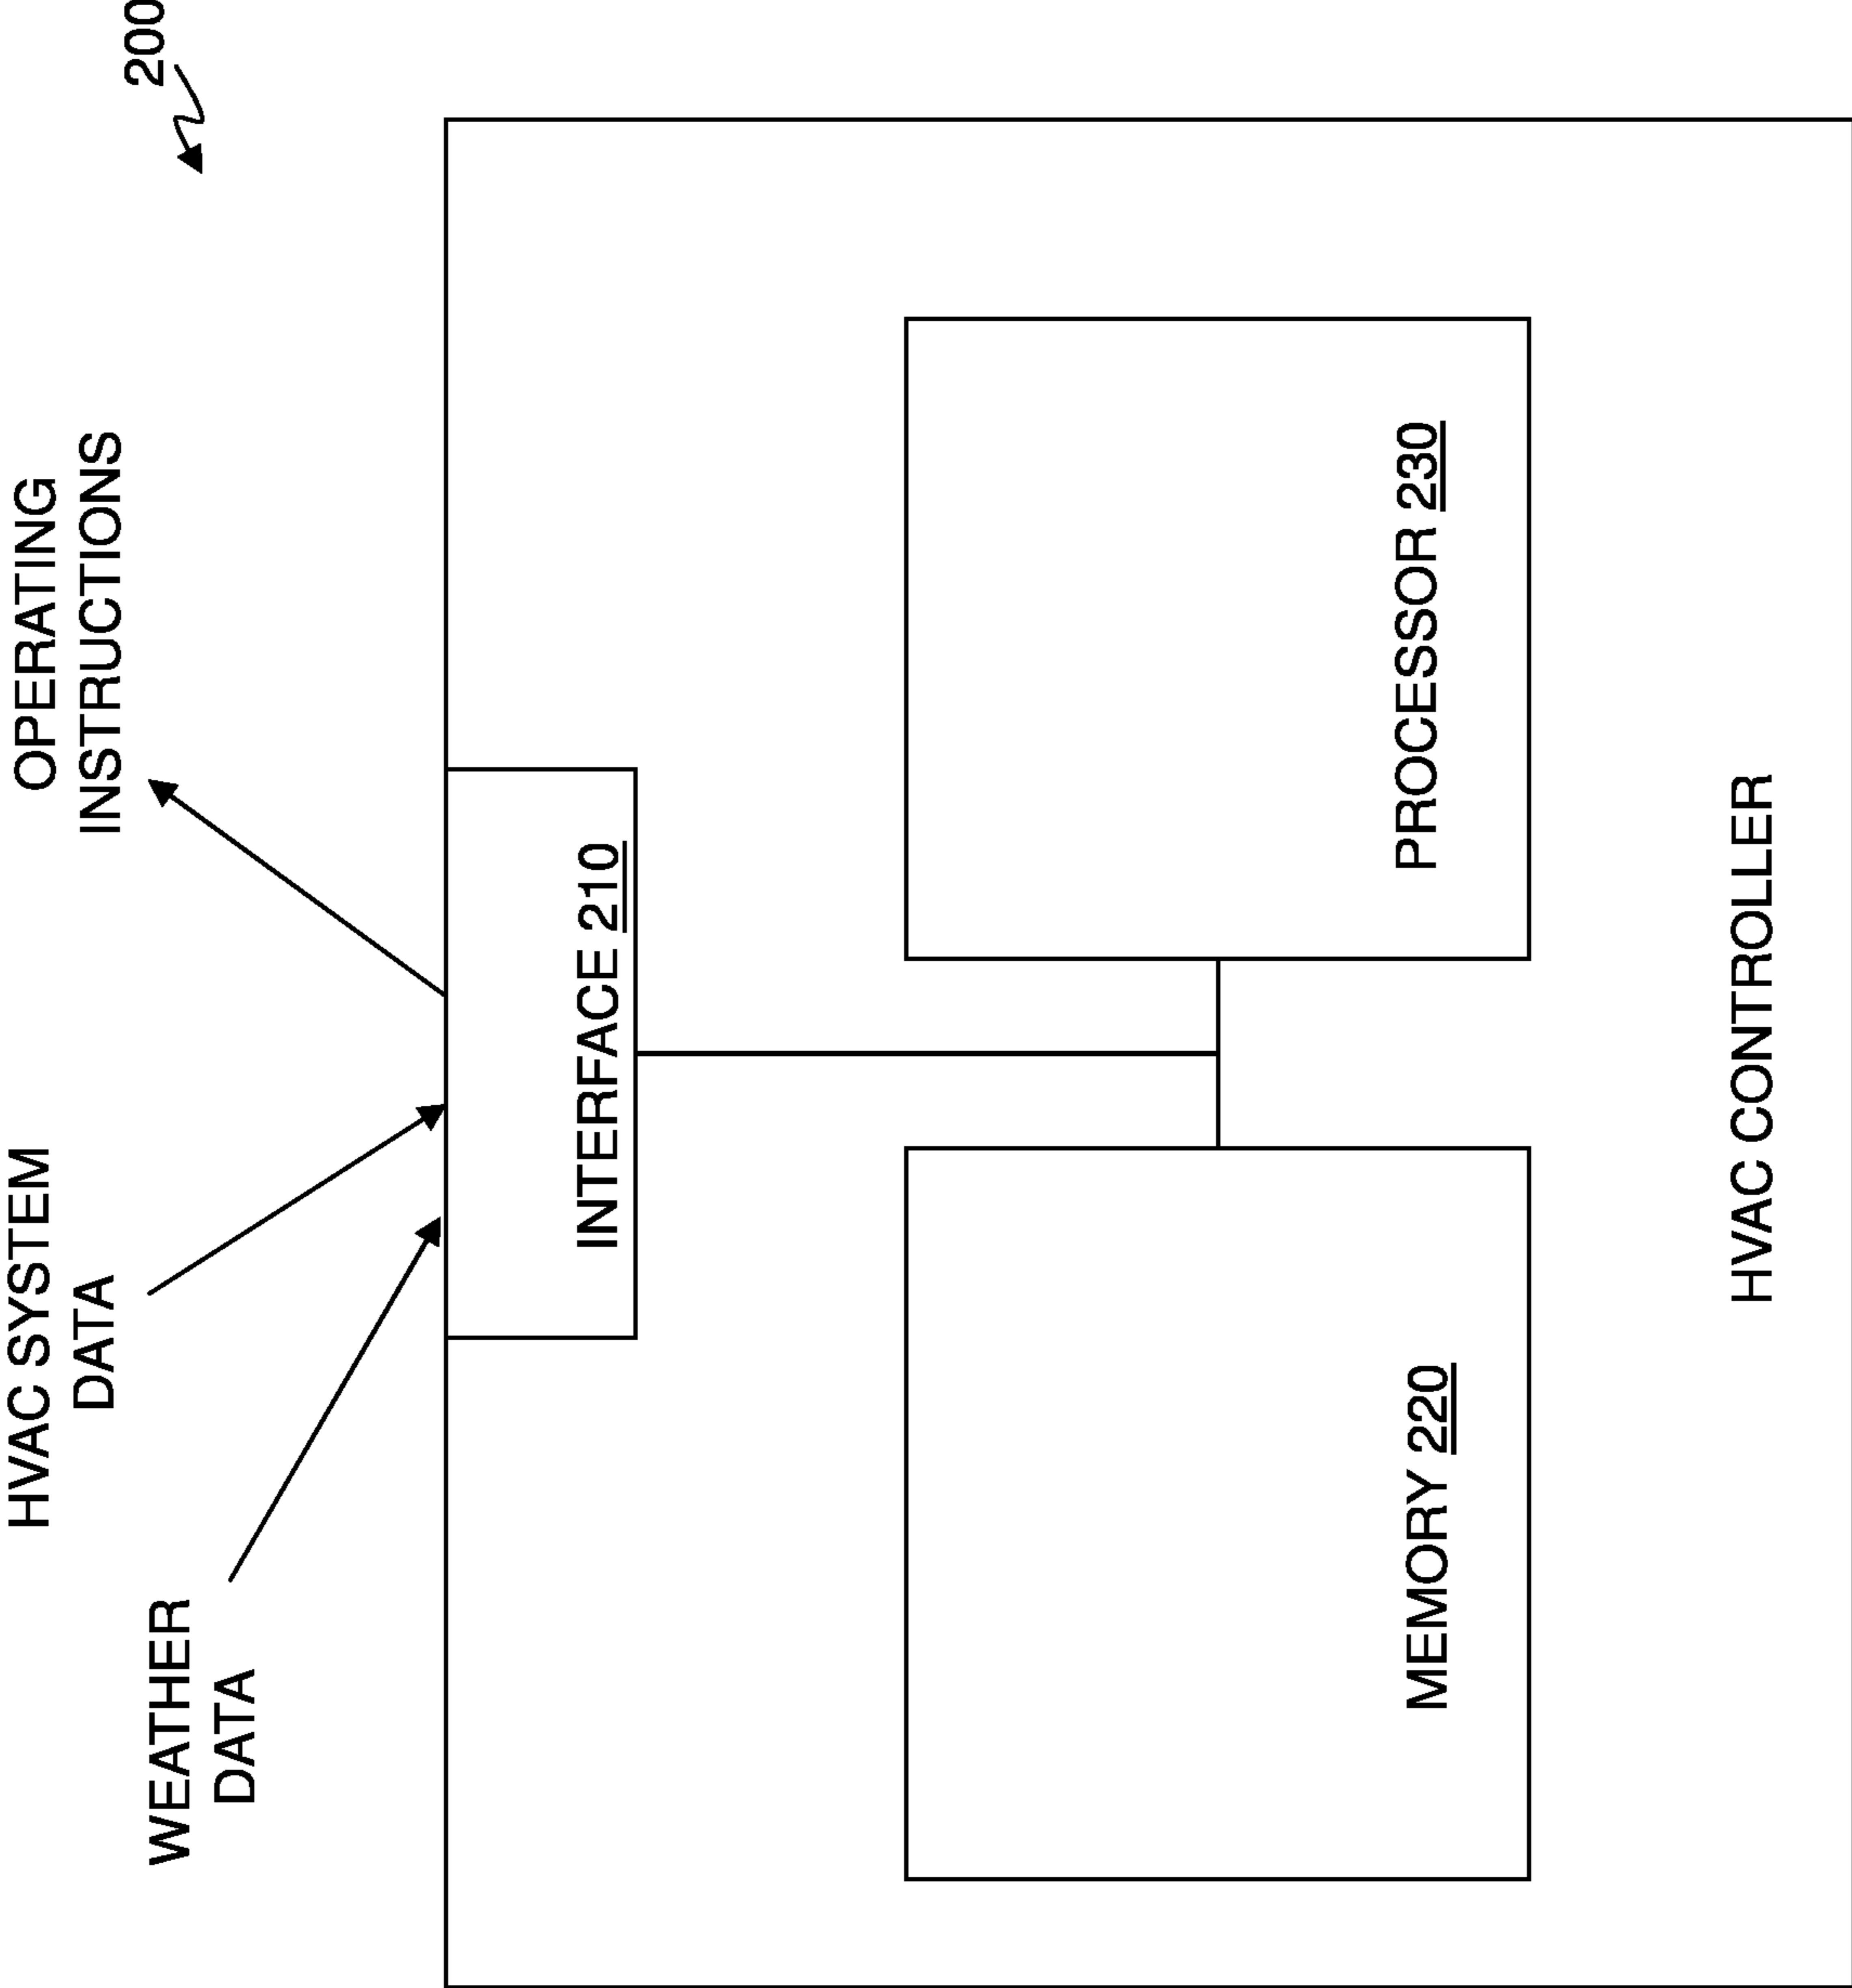 200
HVAC SYSTEM
DATA
OPERATING
INSTRUCTIONS
WEATHER
DATA
INTERFACE 210
MEMORY 220
PROCESSOR 230
HVAC CONTROLLER